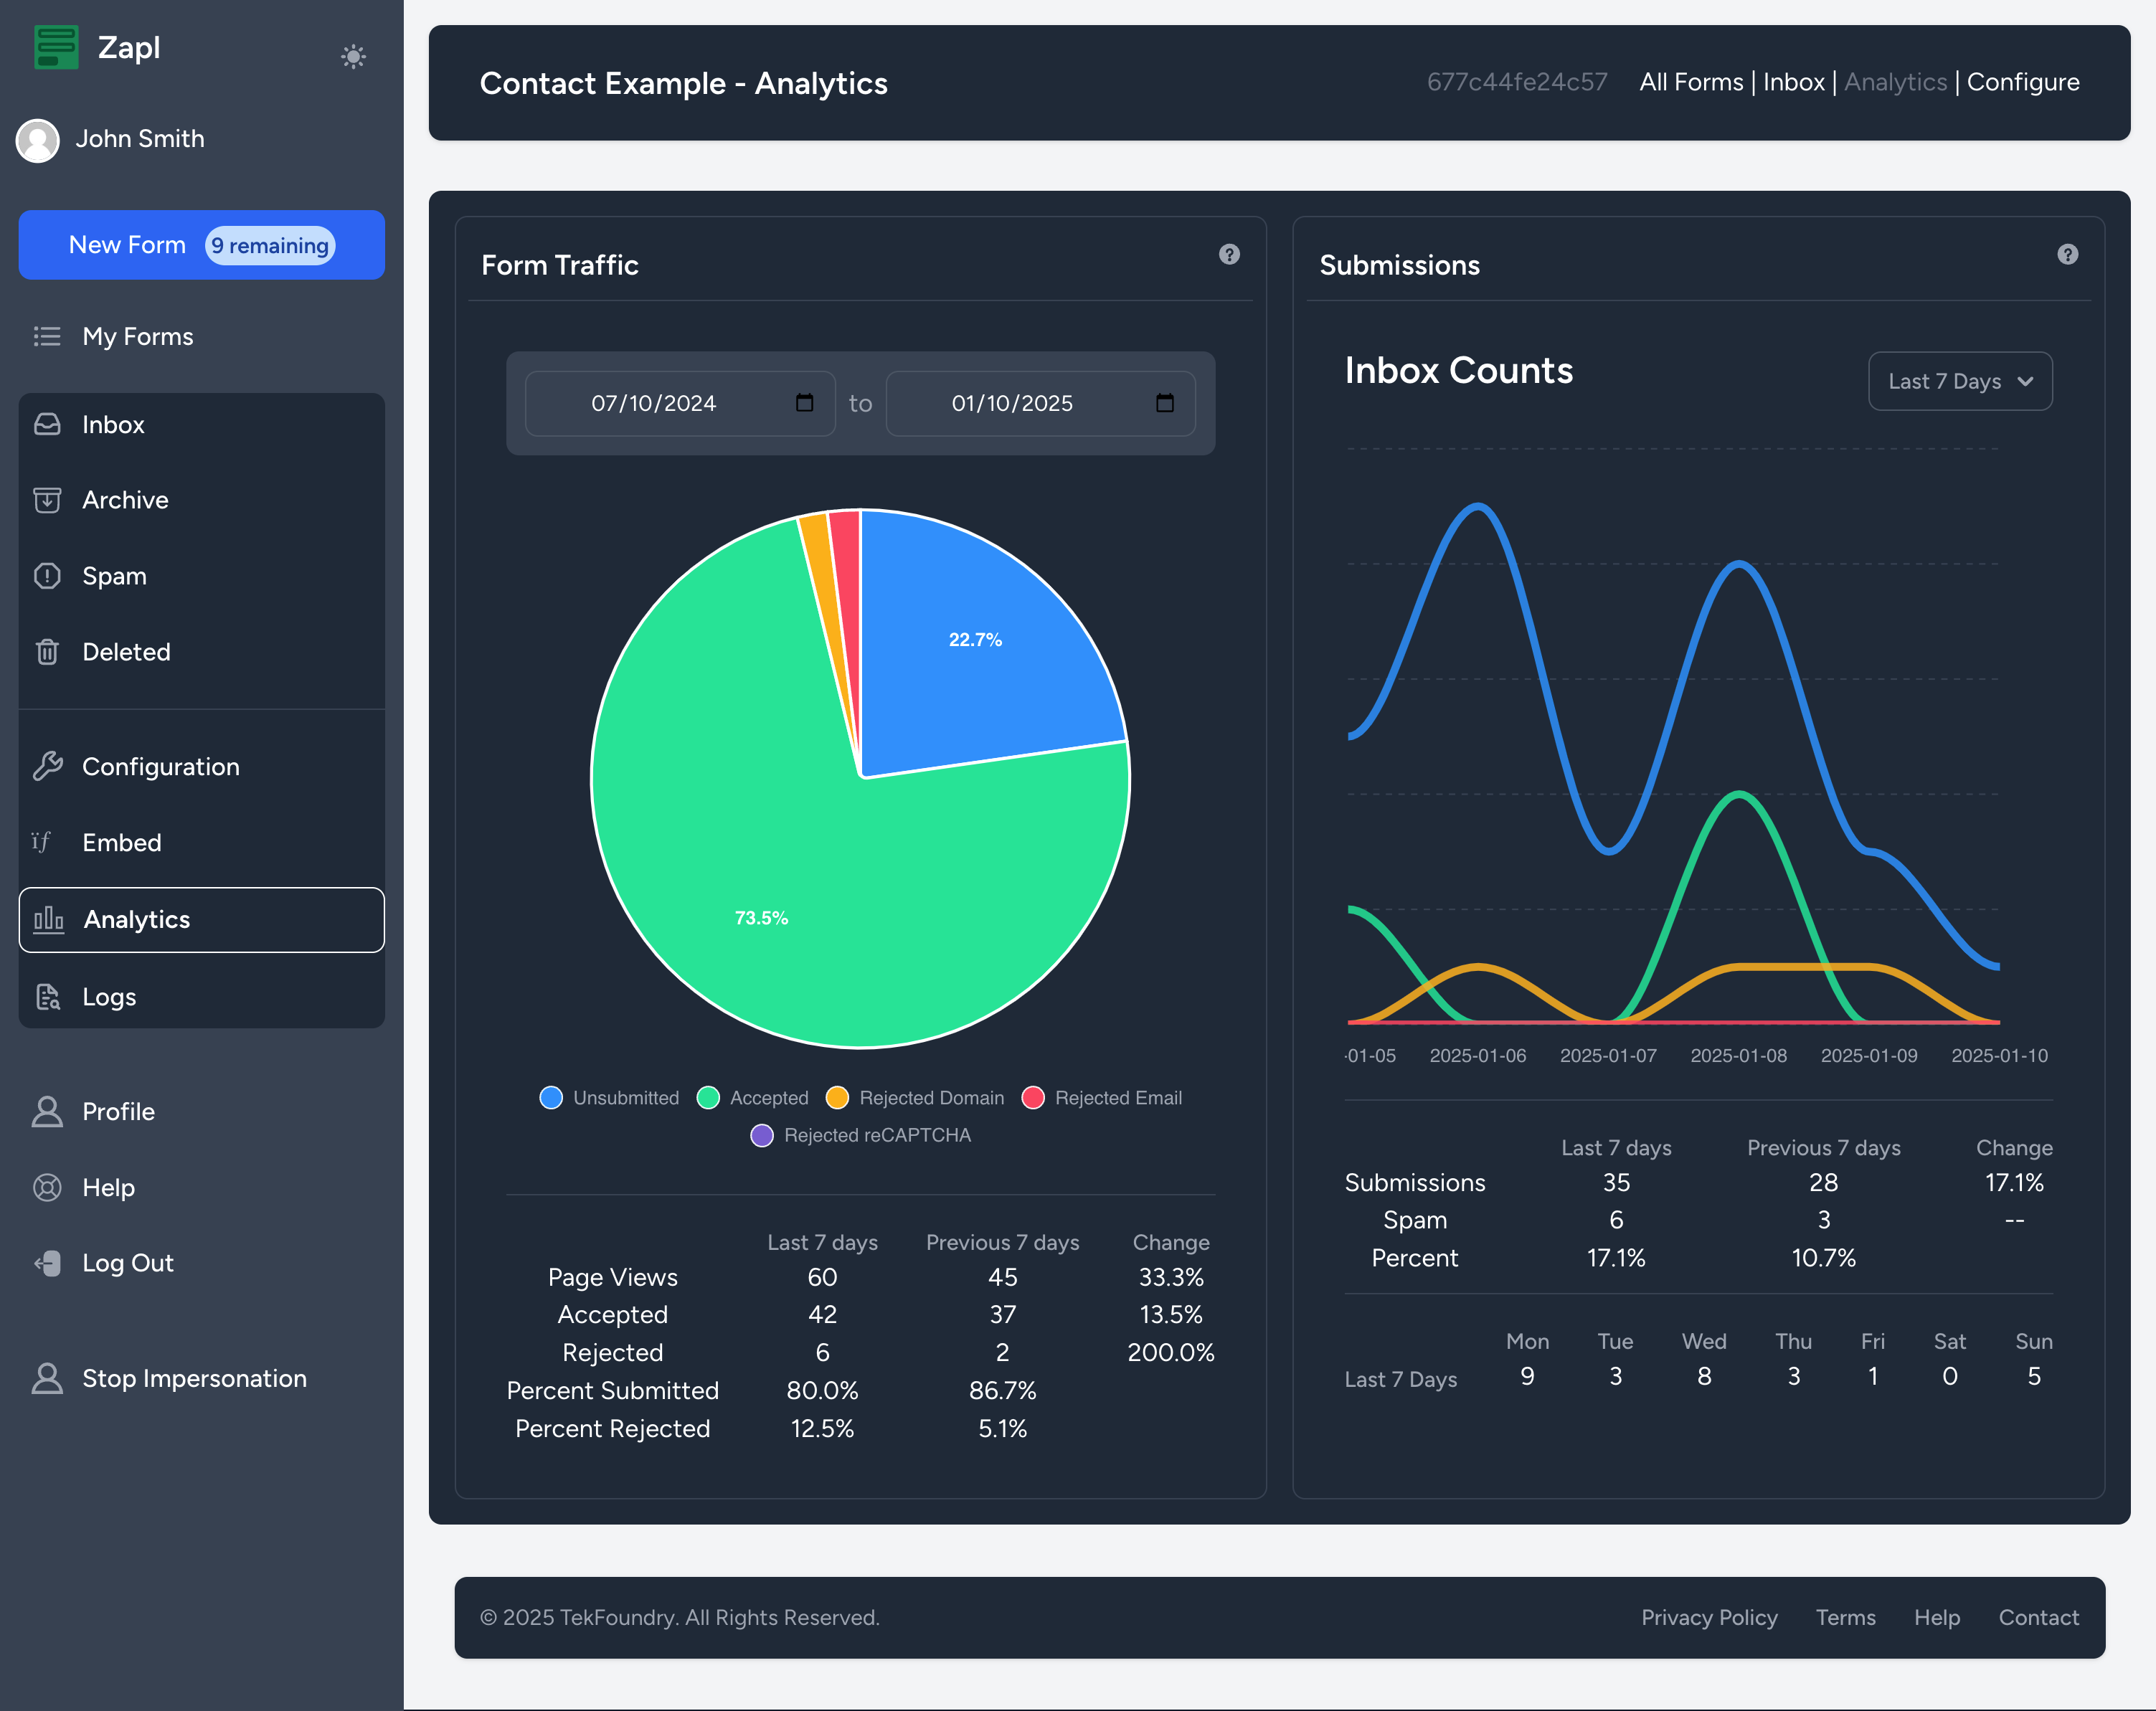 Zapl
John Smith
New Form 9 remaining
My Forms
Inbox
Archive
Spam
Deleted
Configuration
Embed
Analytics
Logs
Profile
Help
Log Out
Stop Impersonation
Contact Example - Analytics
677c44fe24c57 All Forms | Inbox | Analytics | Configure
Form Traffic
07/10/2024 to 01/10/2025
22.7%
73.5%
Unsubmitted Accepted Rejected Domain Rejected Email
Rejected reCAPTCHA
Last 7 days Previous 7 days Change
Page Views 60 45 33.3%
Accepted 42 37 13.5%
Rejected 6 2 200.0%
Percent Submitted 80.0% 86.7%
Percent Rejected 12.5% 5.1%
Submissions
Inbox Counts
Last 7 Days
-01-05 2025-01-06 2025-01-07 2025-01-08 2025-01-09 2025-01-10
Last 7 days Previous 7 days Change
Submissions 35 28 17.1%
Spam 6 3 --
Percent 17.1% 10.7%
Mon Tue Wed Thu Fri Sat Sun
Last 7 Days 9 3 8 3 1 0 5
© 2025 TekFoundry. All Rights Reserved.
Privacy Policy Terms Help Contact